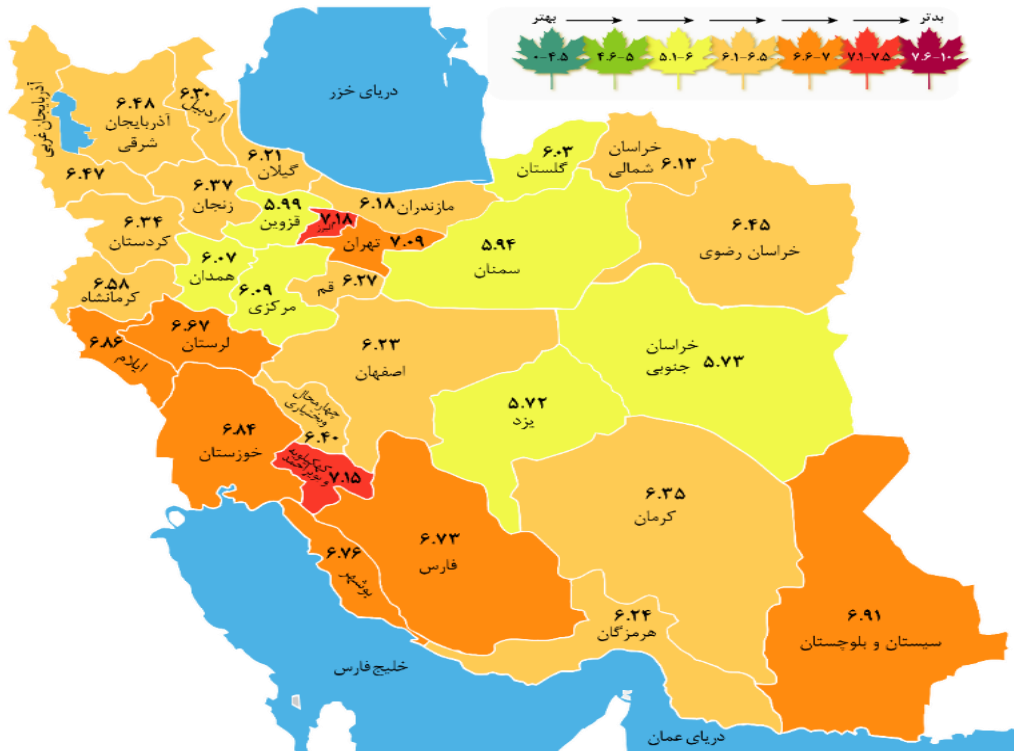 بهتر
بدتر
۰-۴.۵
۴.۶-۵
۵.۱-۶
۶.۱-۶.۵
۶.۶-۷
۷.۱-۷.۵
۷.۶-۱۰
دریای خزر
آذربایجان غربی
۶.۴۷
۶.۴۸
آذربایجان
شرقی
۶.۳۰
اردبیل
۶.۲۱
گیلان
۶.۳۷
زنجان
۵.۹۹
قزوین
۷.۱۸
البرز
۶.۱۸ مازندران
تهران ۷.۰۹
۶.۰۳
گلستان
خراسان
شمالی ۶.۱۳
۶.۴۵
خراسان رضوی
۵.۹۴
سمنان
۶.۳۴
کردستان
۶.۰۷
همدان
۶.۰۹
مرکزی
قم ۶.۲۷
۶.۵۸
کرمانشاه
۶.۶۷
لرستان
۶.۸۶
ایلام
۶.۲۳
اصفهان
خراسان
جنوبی ۵.۷۳
۵.۷۲
یزد
چهارمحال
وبختیاری
۶.۴۰
۶.۸۴
خوزستان
کهکیلویه
و بویراحمد
۷.۱۵
۶.۳۵
کرمان
۶.۷۳
فارس
۶.۷۶
بوشهر
۶.۲۴
هرمزگان
۶.۹۱
سیستان و بلوچستان
خلیج فارس
دریای عمان